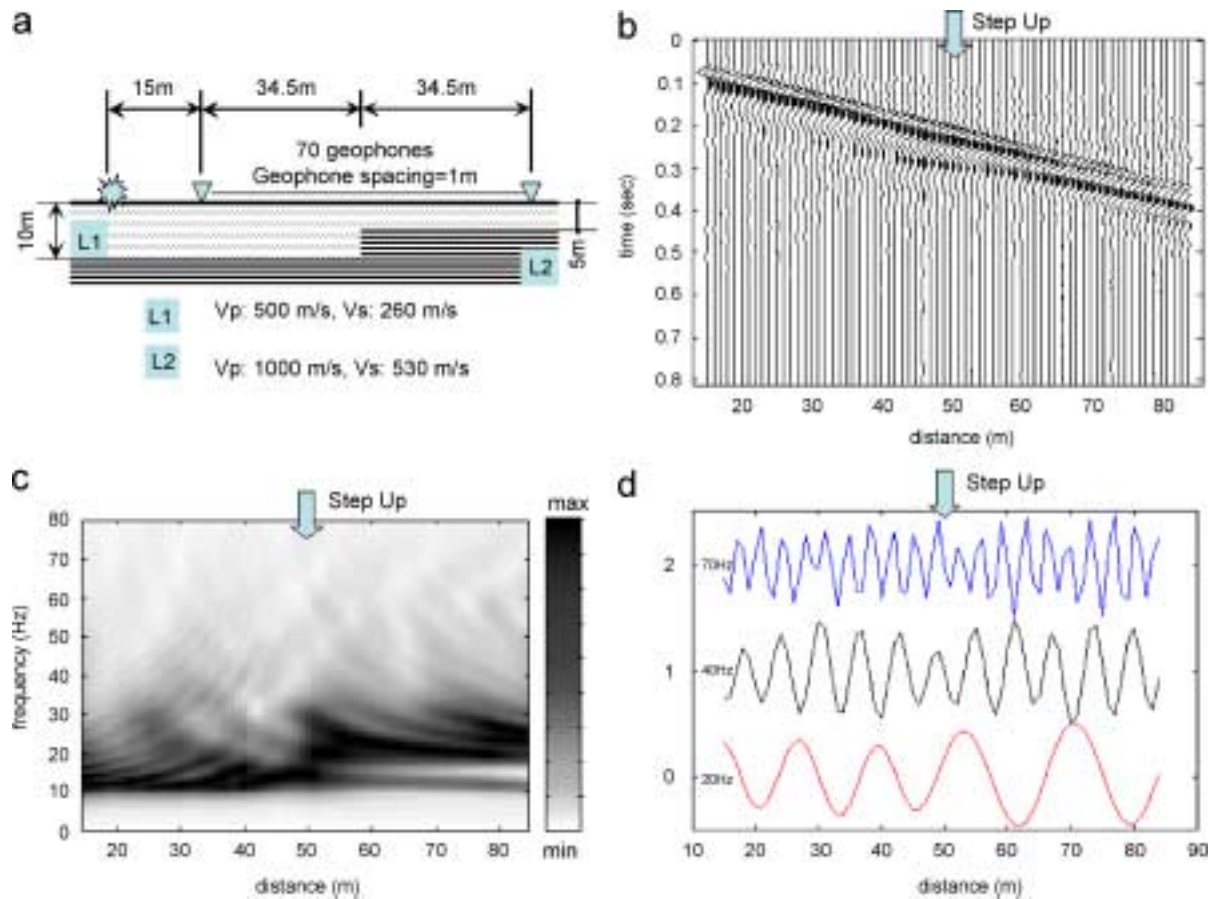 a
15m
34.5m
34.5m
70 geophones
Geophone spacing=1m
10m
L1
L2
5m
L1 Vp: 500 m/s, Vs: 260 m/s
L2 Vp: 1000 m/s, Vs: 530 m/s
b
Step Up
0
0.1
0.2
0.3
0.4
0.5
0.6
0.7
0.8
time (sec)
20 30 40 50 60 70 80
distance (m)
c
Step Up
max
80
70
60
50
40
30
20
10
0
frequency (Hz)
min
20 30 40 50 60 70 80
distance (m)
d
Step Up
2
1
0
70Hz
40Hz
20Hz
10 20 30 40 50 60 70 80 90
distance (m)